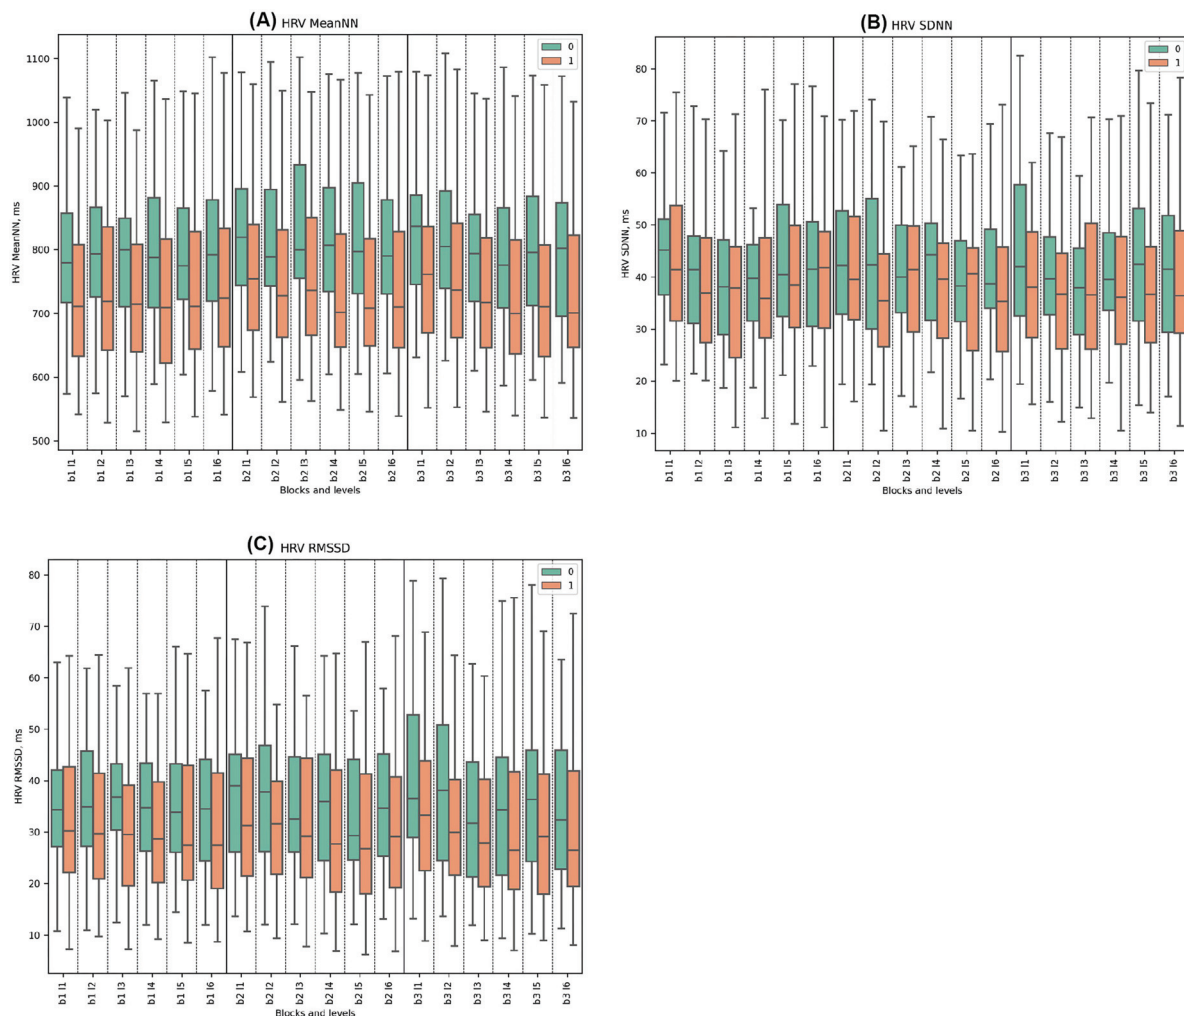 (A) HRV MeanNN
0
1
HRV MeanNN, ms
1100
1000
900
800
700
600
500
b1 l1 b1 l2 b1 l3 b1 l4 b1 l5 b1 l6 b2 l1 b2 l2 b2 l3 b2 l4 b2 l5 b2 l6 b3 l1 b3 l2 b3 l3 b3 l4 b3 l5 b3 l6
Blocks and levels
(B) HRV SDNN
0
1
HRV SDNN, ms
80
70
60
50
40
30
20
10
b1 l1 b1 l2 b1 l3 b1 l4 b1 l5 b1 l6 b2 l1 b2 l2 b2 l3 b2 l4 b2 l5 b2 l6 b3 l1 b3 l2 b3 l3 b3 l4 b3 l5 b3 l6
Blocks and levels
(C) HRV RMSSD
0
1
HRV RMSSD, ms
80
70
60
50
40
30
20
10
b1 l1 b1 l2 b1 l3 b1 l4 b1 l5 b1 l6 b2 l1 b2 l2 b2 l3 b2 l4 b2 l5 b2 l6 b3 l1 b3 l2 b3 l3 b3 l4 b3 l5 b3 l6
Blocks and levels